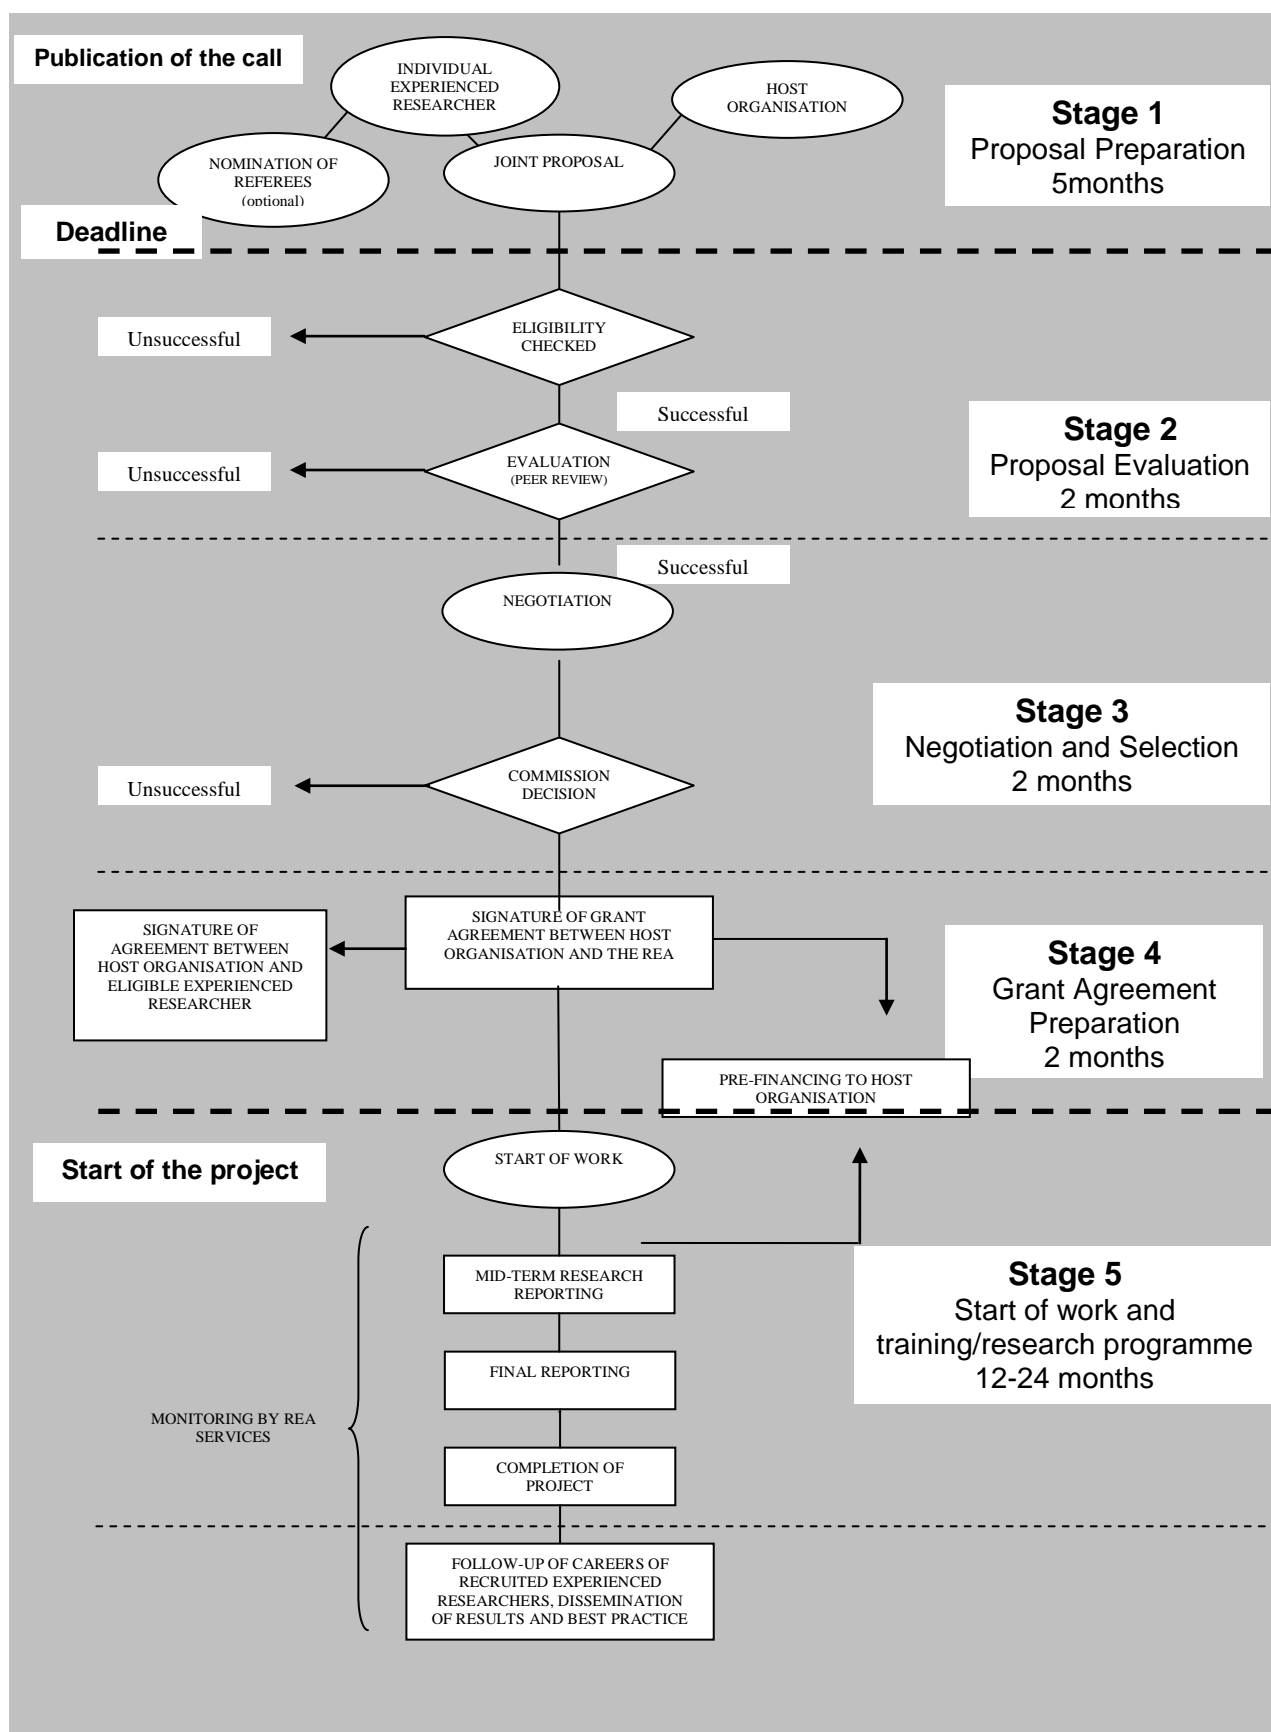 Publication of the call
INDIVIDUAL
EXPERIENCED
RESEARCHER
HOST
ORGANISATION
Stage 1
Proposal Preparation
5months
NOMINATION OF
REFEREES
(optional)
JOINT PROPOSAL
Deadline
ELIGIBILITY
CHECKED
Unsuccessful
Successful
Stage 2
Proposal Evaluation
2 months
EVALUATION
(PEER REVIEW)
Unsuccessful
Successful
NEGOTIATION
Stage 3
Negotiation and Selection
2 months
COMMISSION
DECISION
Unsuccessful
SIGNATURE OF
AGREEMENT BETWEEN
HOST ORGANISATION AND
ELIGIBLE EXPERIENCED
RESEARCHER
SIGNATURE OF GRANT
AGREEMENT BETWEEN HOST
ORGANISATION AND THE REA
Stage 4
Grant Agreement
Preparation
2 months
PRE-FINANCING TO HOST
ORGANISATION
Start of the project
START OF WORK
MID-TERM RESEARCH
REPORTING
Stage 5
Start of work and
training/research programme
12-24 months
FINAL REPORTING
MONITORING BY REA
SERVICES
COMPLETION OF
PROJECT
FOLLOW-UP OF CAREERS OF
RECRUITED EXPERIENCED
RESEARCHERS, DISSEMINATION
OF RESULTS AND BEST PRACTICE